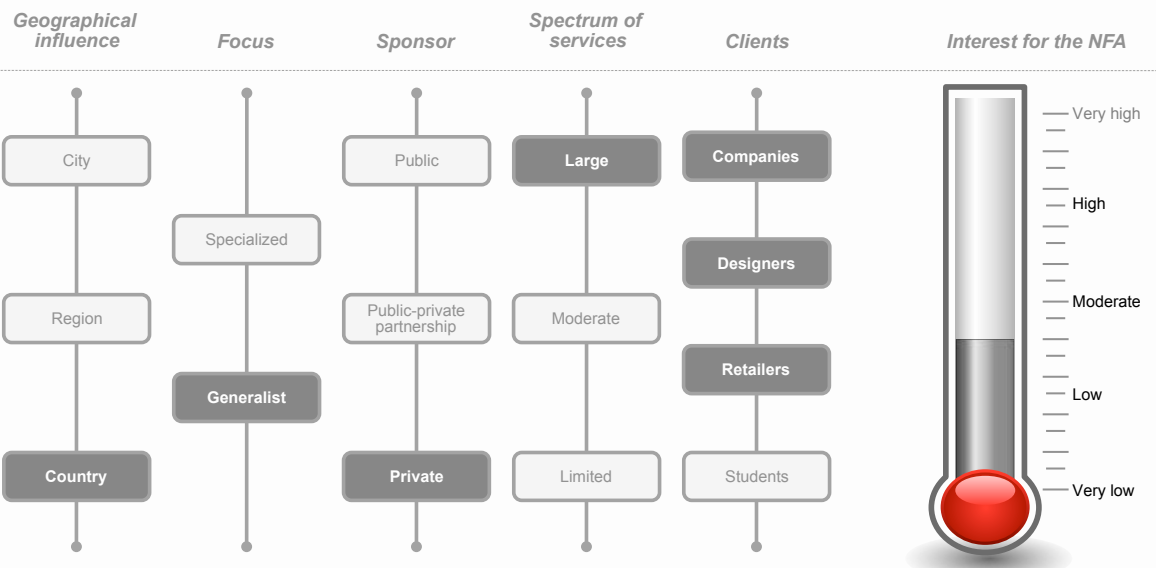 Geographical
influence
Focus
Sponsor
Spectrum of
services
Clients
Interest for the NFA
City
Region
Country
Specialized
Generalist
Public
Public-private
partnership
Private
Large
Moderate
Limited
Companies
Designers
Retailers
Students
Very high
High
Moderate
Low
Very low